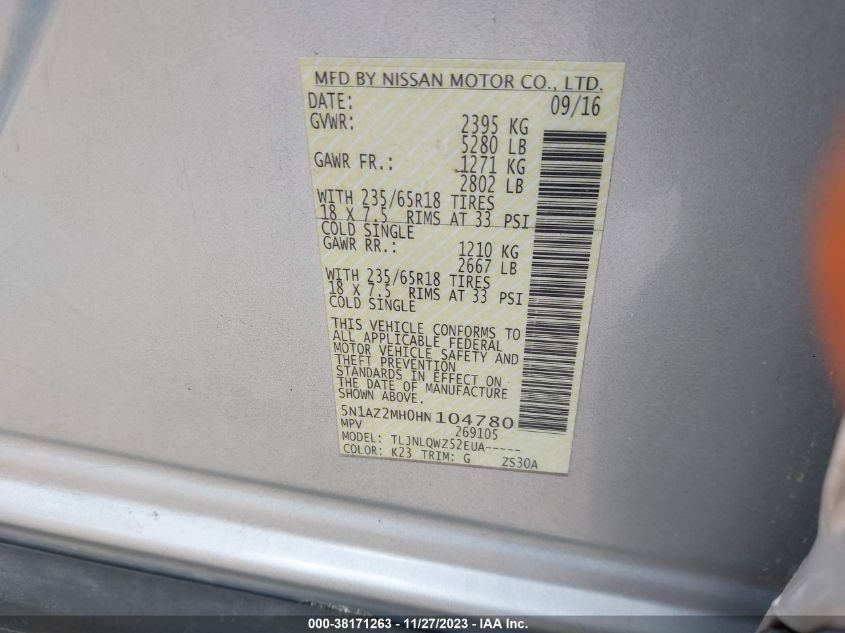 MFD BY NISSAN MOTOR CO., LTD.
DATE: 09/16
GVWR: 2395 KG
5280 LB
GAWR FR.: 1271 KG
2802 LB
WITH 235/65R18 TIRES
18 X 7.5 RIMS AT 33 PSI
COLD SINGLE
GAWR RR.: 1210 KG
2667 LB
WITH 235/65R18 TIRES
18 X 7.5 RIMS AT 33 PSI
COLD SINGLE
THIS VEHICLE CONFORMS TO
ALL APPLICABLE FEDERAL
MOTOR VEHICLE SAFETY AND
THEFT PREVENTION
STANDARDS IN EFFECT ON
THE DATE OF MANUFACTURE
SHOWN ABOVE.
5N1AZ2MH0HN104780
MPV 269105
MODEL: TLJNLQWZ52EUA-----
COLOR: K23 TRIM: G ZS30A
000-38171263 - 11/27/2023 - IAA Inc.